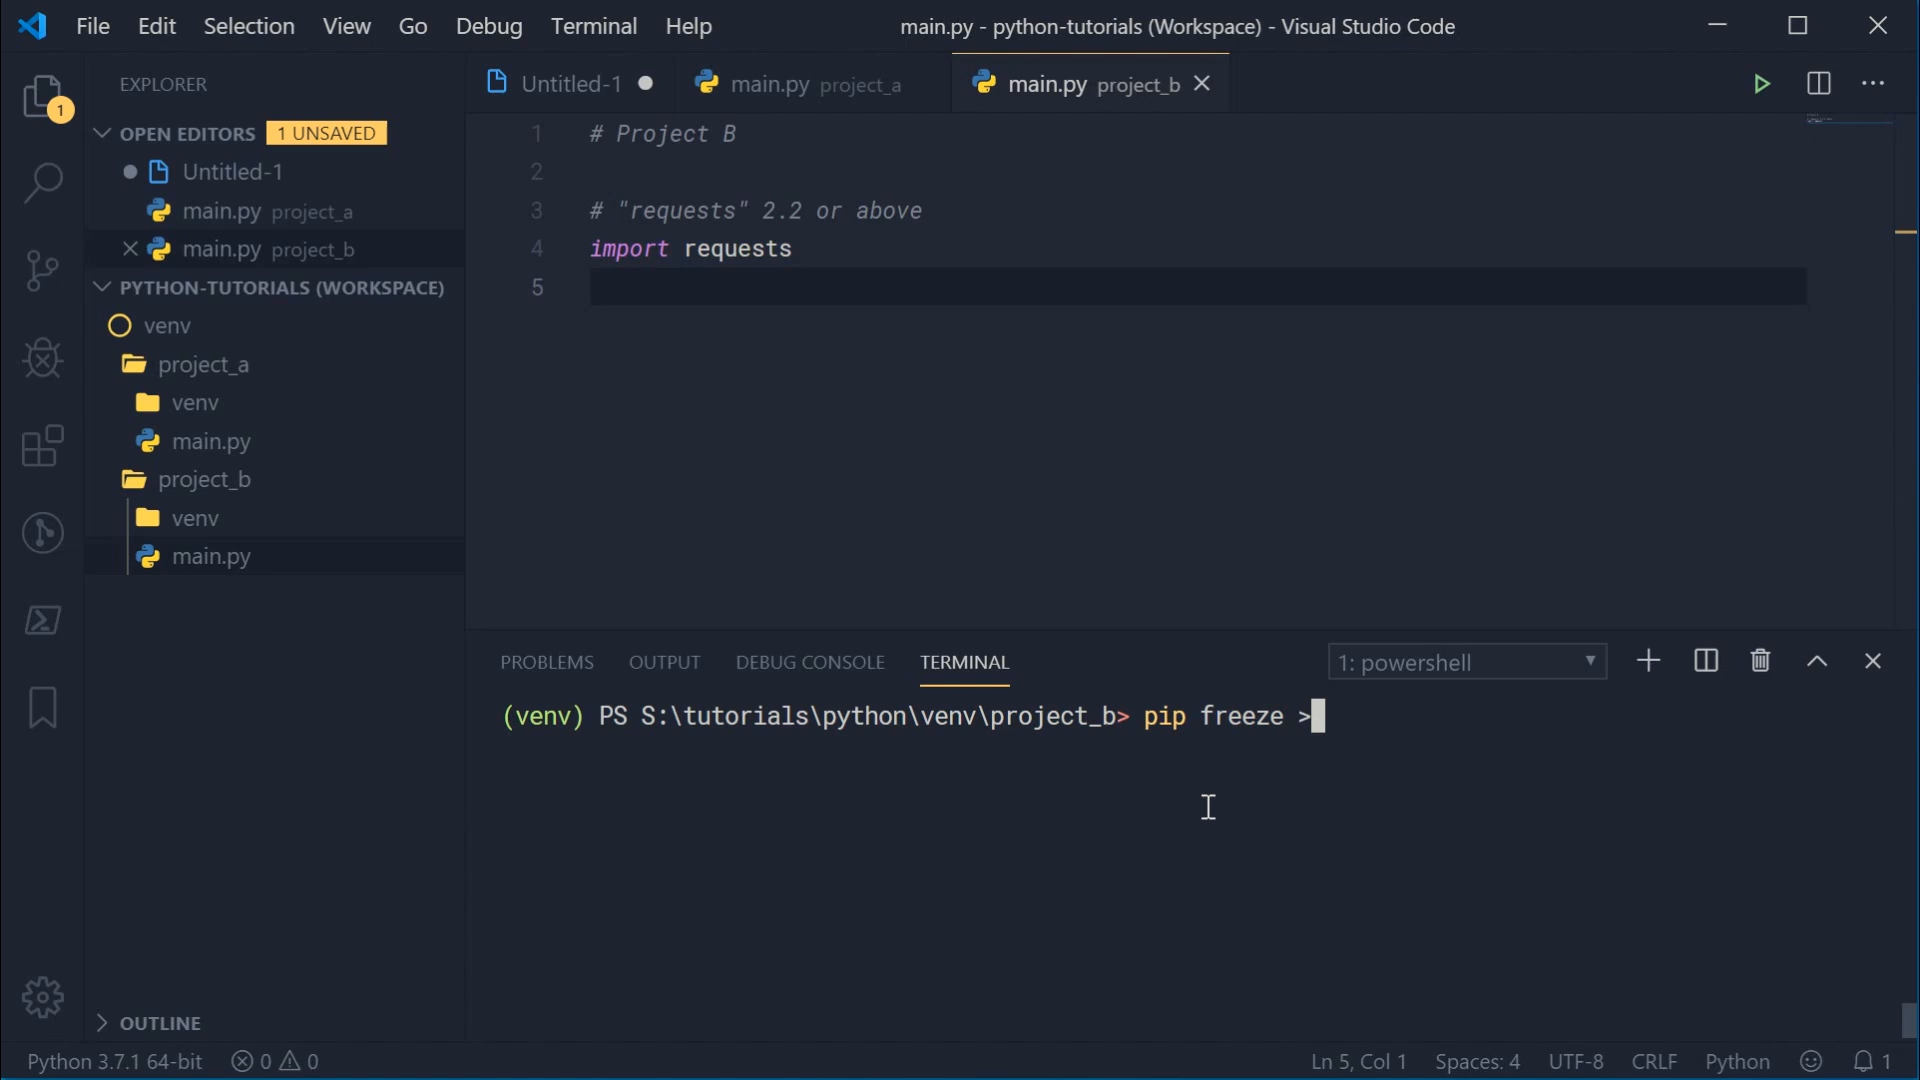 File Edit Selection View Go Debug Terminal Help main.py - python-tutorials (Workspace) - Visual Studio Code
EXPLORER
1
OPEN EDITORS 1 UNSAVED
Untitled-1
main.py project_a
main.py project_b
PYTHON-TUTORIALS (WORKSPACE)
venv
project_a
venv
main.py
project_b
venv
main.py
OUTLINE
Untitled-1 main.py project_a main.py project_b
1 # Project B
2
3 # "requests" 2.2 or above
4 import requests
5
PROBLEMS OUTPUT DEBUG CONSOLE TERMINAL 1: powershell
(venv) PS S:\tutorials\python\venv\project_b> pip freeze >
Python 3.7.1 64-bit 0 0 Ln 5, Col 1 Spaces: 4 UTF-8 CRLF Python 1